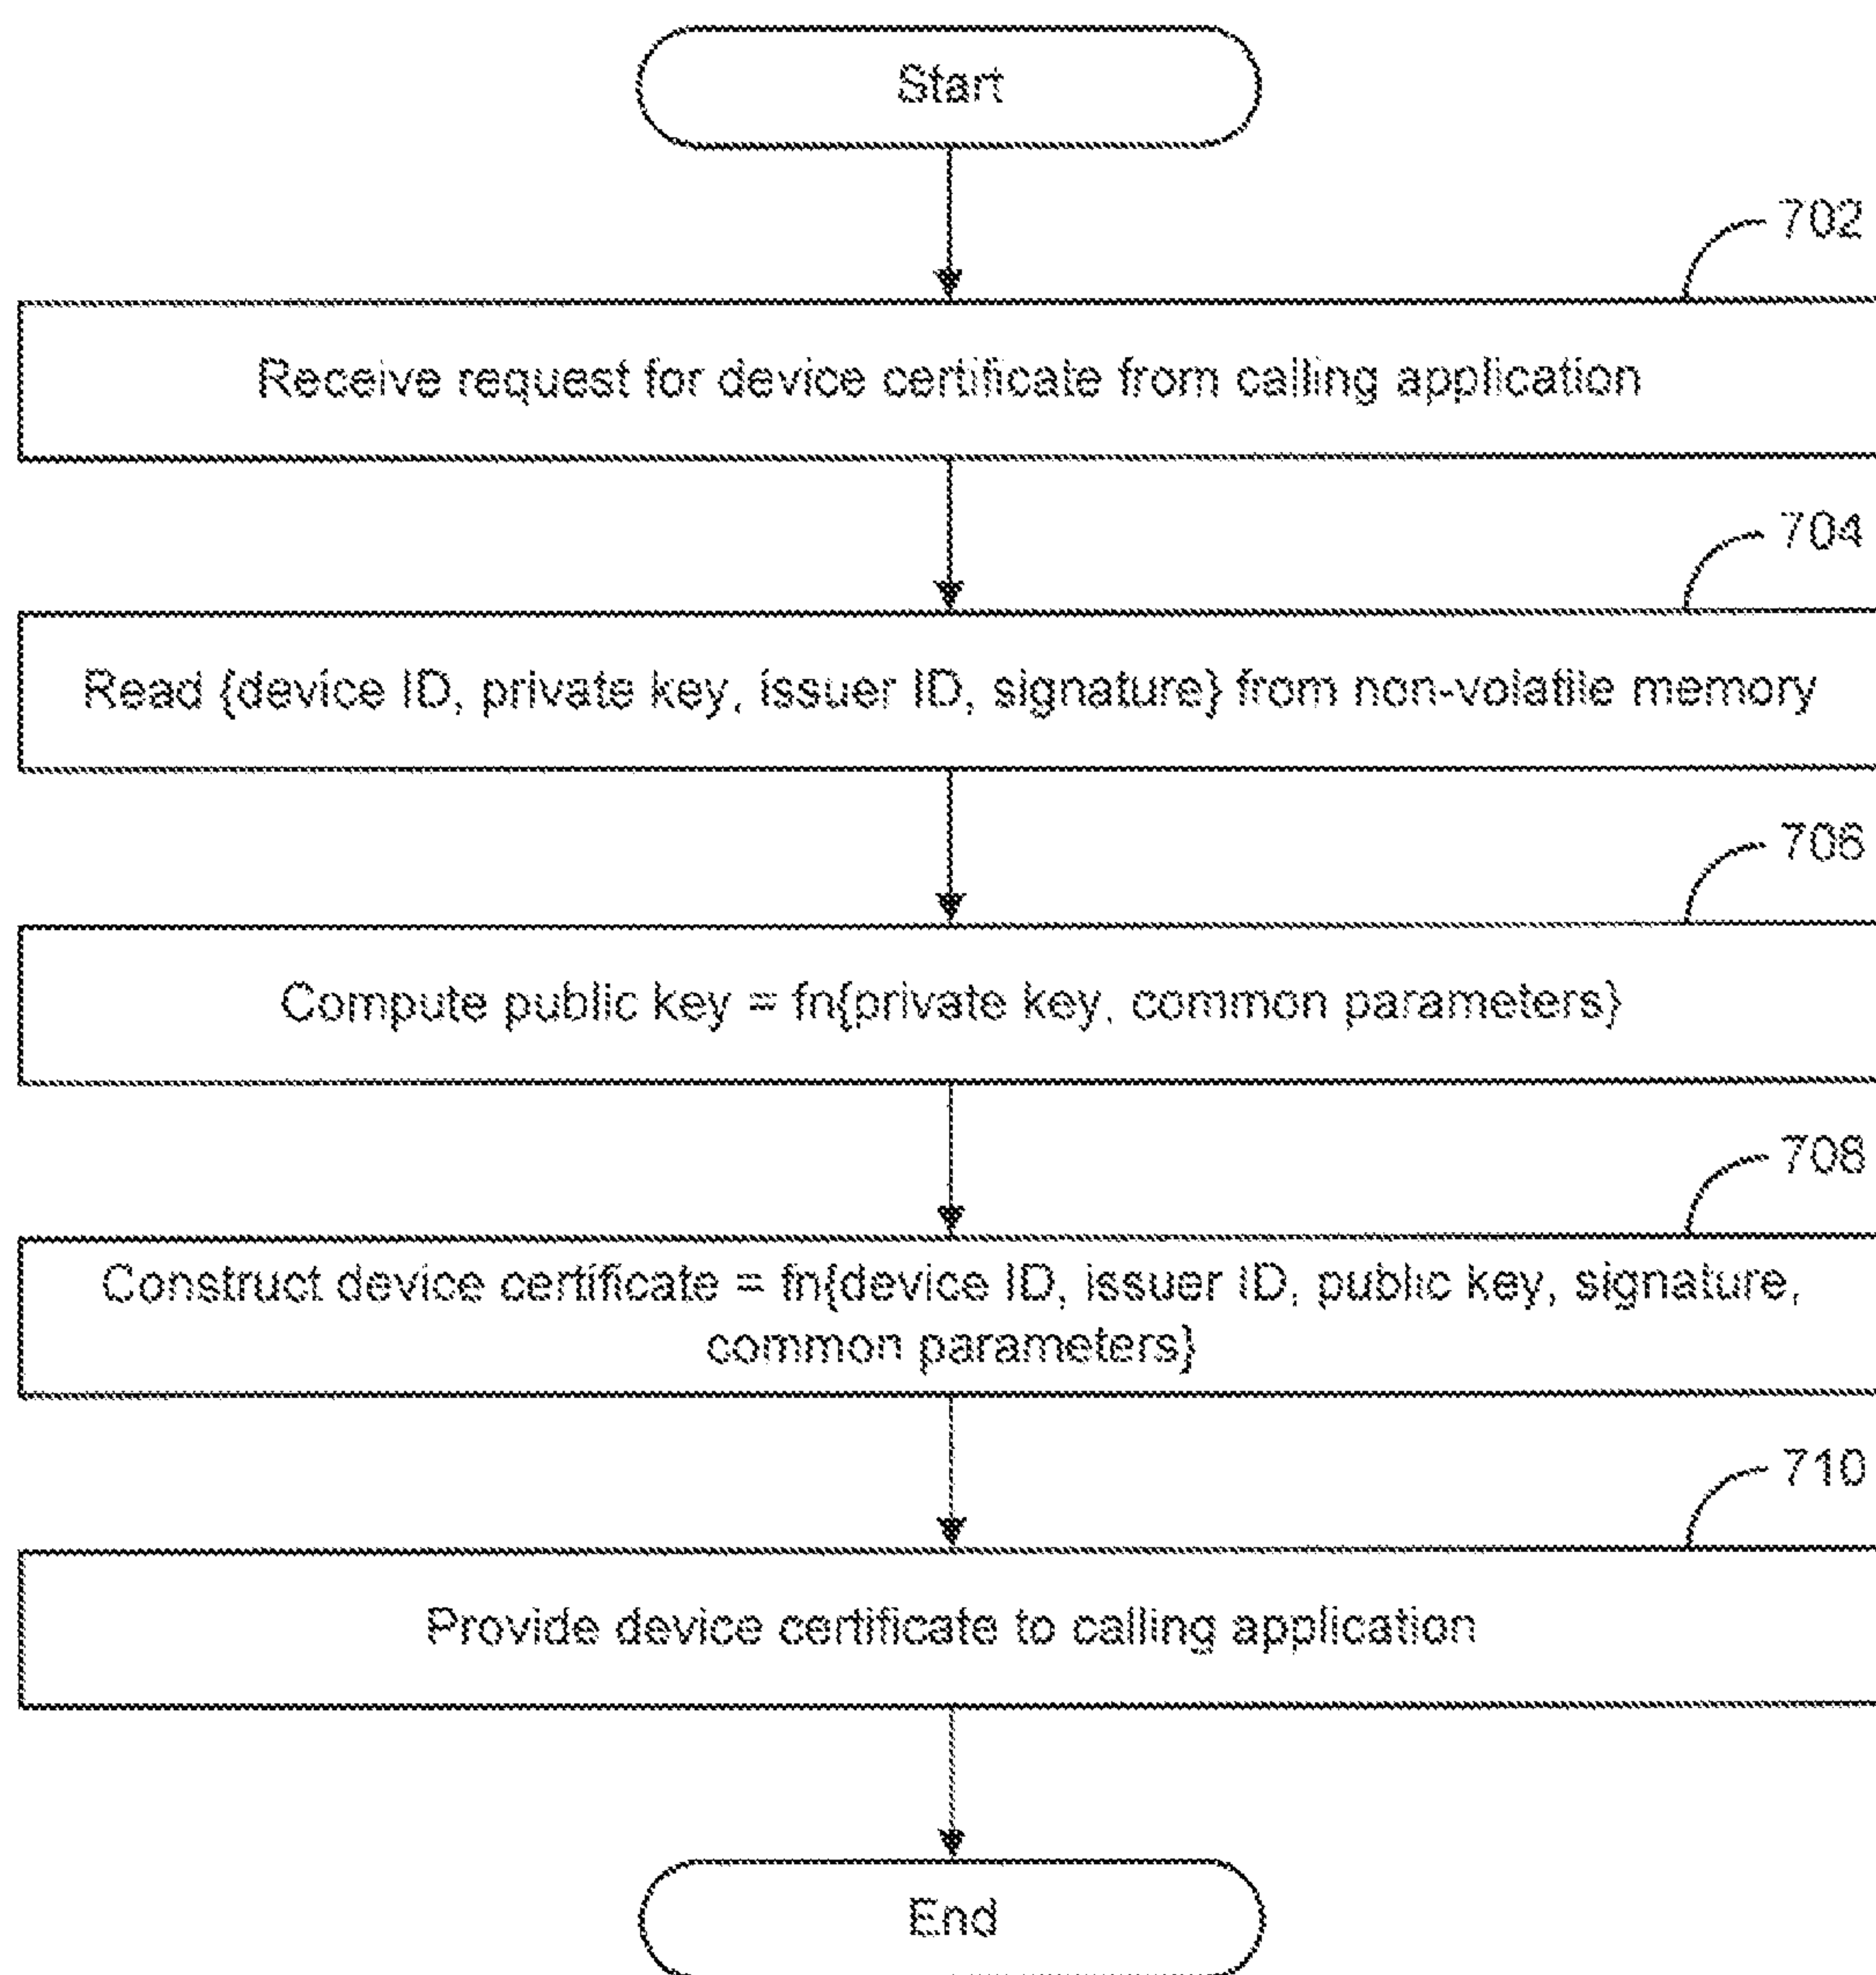 Start
702
Receive request for device certificate from calling application
704
Read {device ID, private key, issuer ID, signature} from non-volatile memory
706
Compute public key = fn{private key, common parameters}
708
Construct device certificate = fn{device ID, issuer ID, public key, signature,
common parameters}
710
Provide device certificate to calling application
End